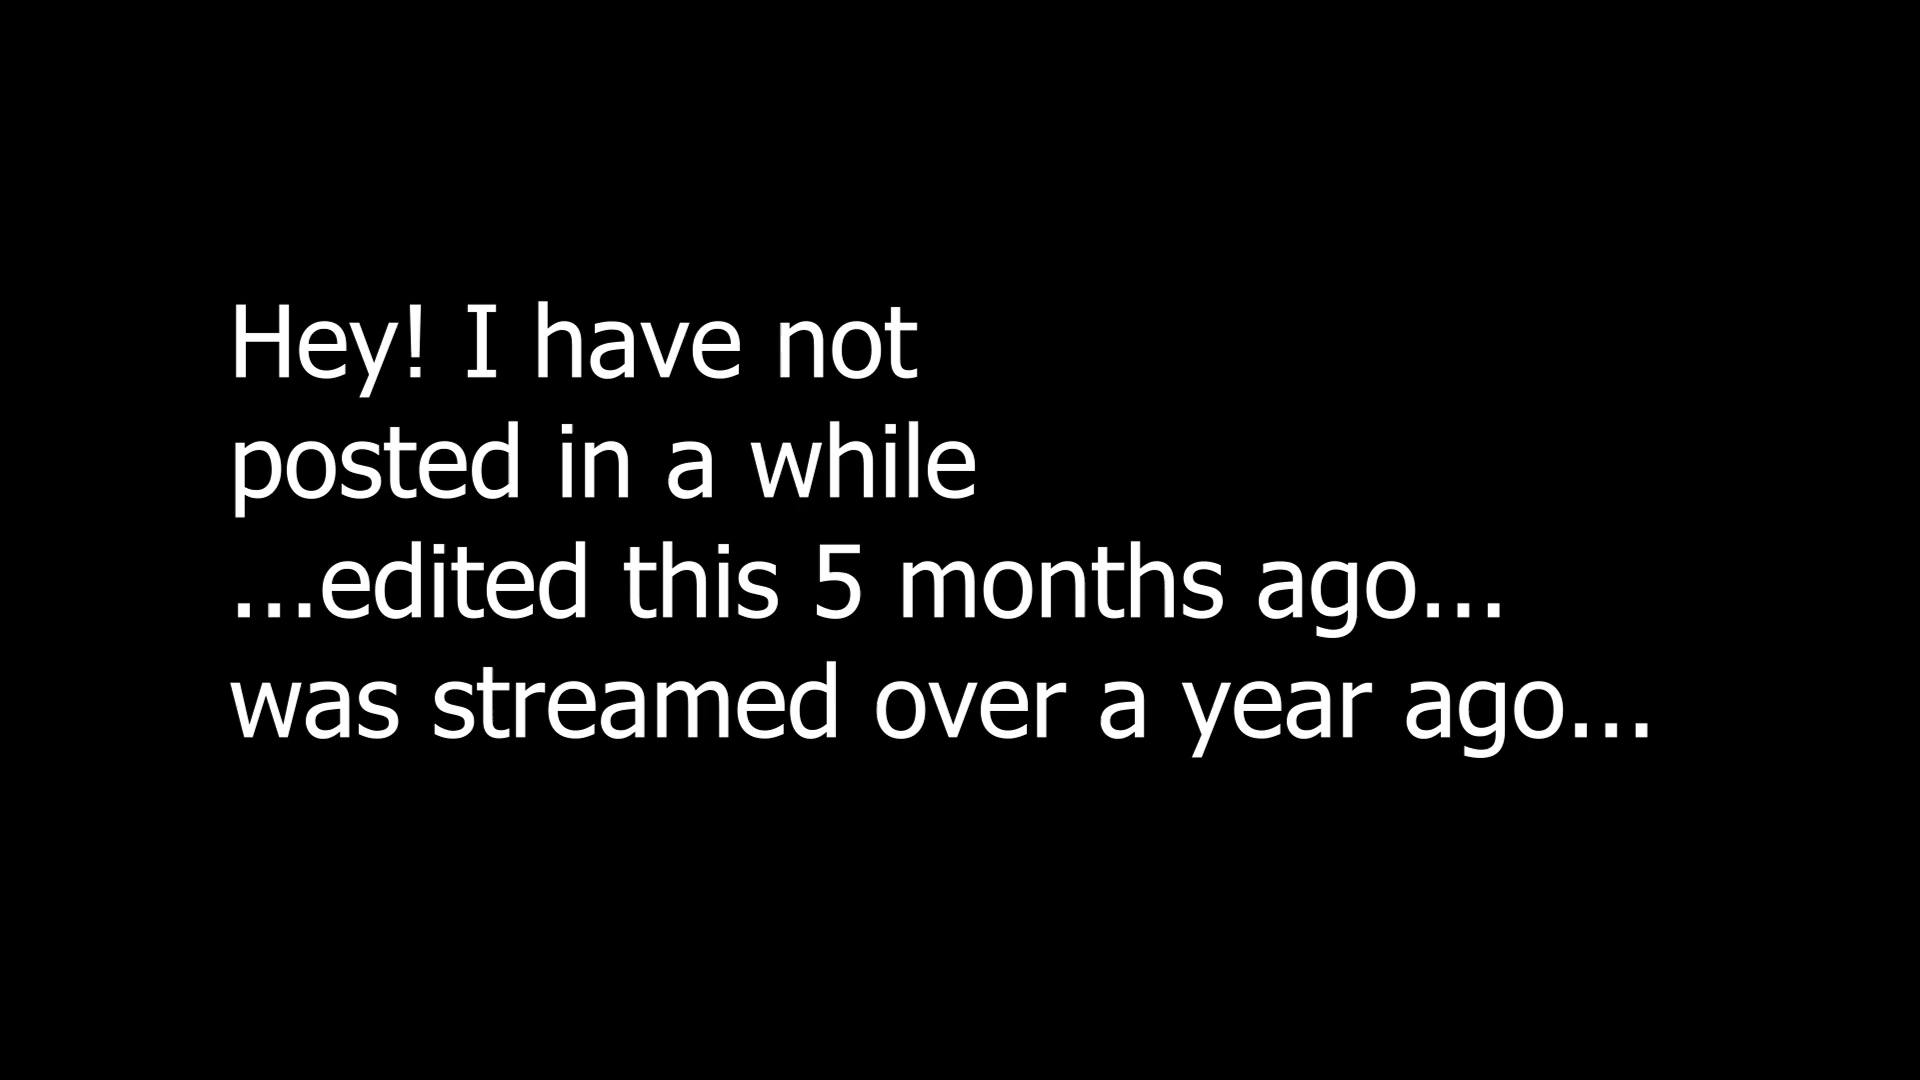 Hey! I have not
posted in a while
...edited this 5 months ago...
was streamed over a year ago...